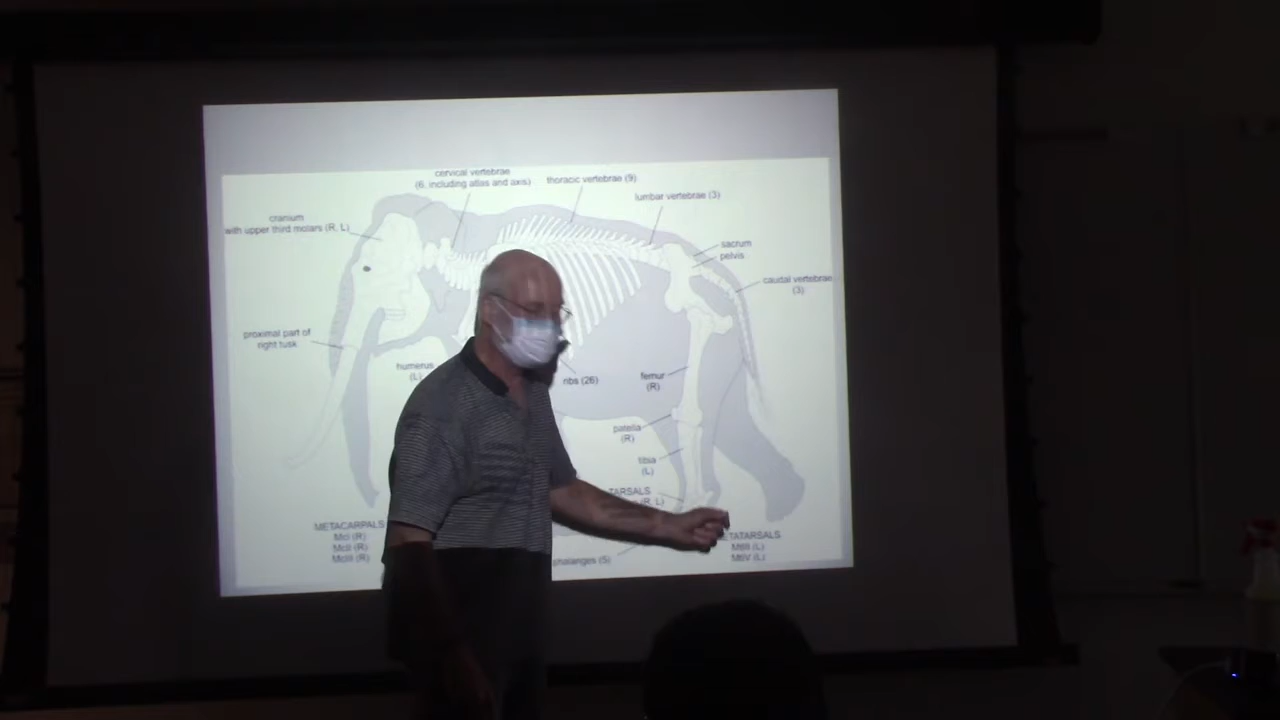 cervical vertebrae
(6, including atlas and axis)
thoracic vertebrae (9)
lumbar vertebrae (3)
cranium
with upper third molars (R, L)
sacrum
pelvis
caudal vertebrae
(3)
proximal part of
right tusk
humerus
(L)
ribs (26)
femur
(R)
patella
(R)
tibia
(L)
TARSALS
(R, L)
METACARPALS
McI (R)
McII (R)
McIII (R)
phalanges (5)
ETATARSALS
MtIII (L)
MtIV (L)